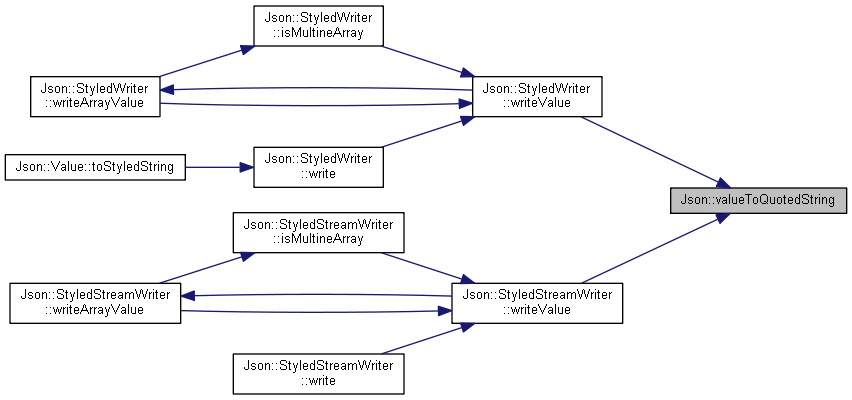 Json::StyledWriter
::isMultineArray
Json::StyledWriter
::writeArrayValue
Json::StyledWriter
::writeValue
Json::StyledWriter
::write
Json::Value::toStyledString
Json::valueToQuotedString
Json::StyledStreamWriter
::isMultineArray
Json::StyledStreamWriter
::writeArrayValue
Json::StyledStreamWriter
::writeValue
Json::StyledStreamWriter
::write